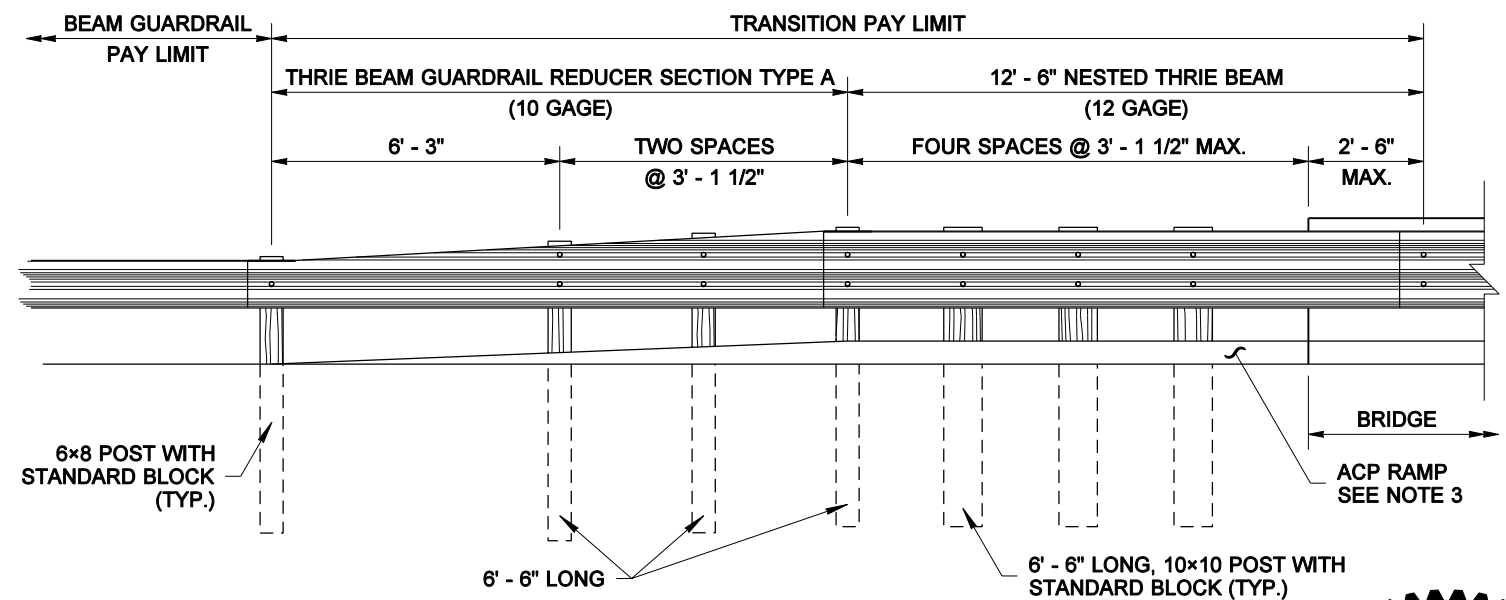 BEAM GUARDRAIL
PAY LIMIT
TRANSITION PAY LIMIT
THRIE BEAM GUARDRAIL REDUCER SECTION TYPE A
(10 GAGE)
12' - 6" NESTED THRIE BEAM
(12 GAGE)
6' - 3"
TWO SPACES
@ 3' - 1 1/2"
FOUR SPACES @ 3' - 1 1/2" MAX.
2' - 6"
MAX.
BRIDGE
6×8 POST WITH
STANDARD BLOCK
(TYP.)
ACP RAMP
SEE NOTE 3
6' - 6" LONG
6' - 6" LONG, 10×10 POST WITH
STANDARD BLOCK (TYP.)